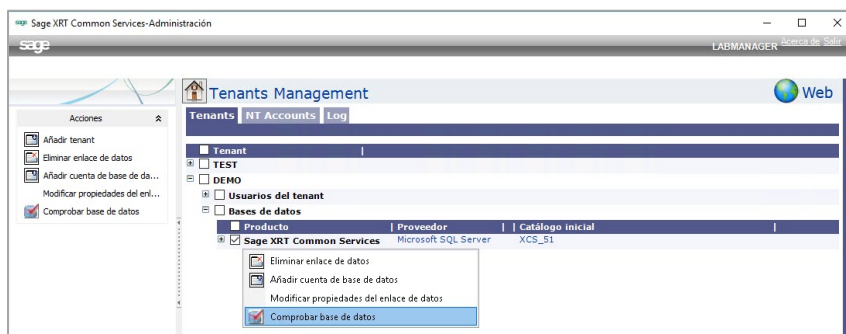 Sage XRT Common Services-Administración
sage
LABMANAGER Acerca de Salir
Tenants Management
Web
Acciones
Añadir tenant
Eliminar enlace de datos
Añadir cuenta de base de da...
Modificar propiedades del enl...
Comprobar base de datos
Tenants NT Accounts Log
Tenant
TEST
DEMO
Usuarios del tenant
Bases de datos
Producto Proveedor Catálogo inicial
Sage XRT Common Services Microsoft SQL Server XCS_51
Eliminar enlace de datos
Añadir cuenta de base de datos
Modificar propiedades del enlace de datos
Comprobar base de datos